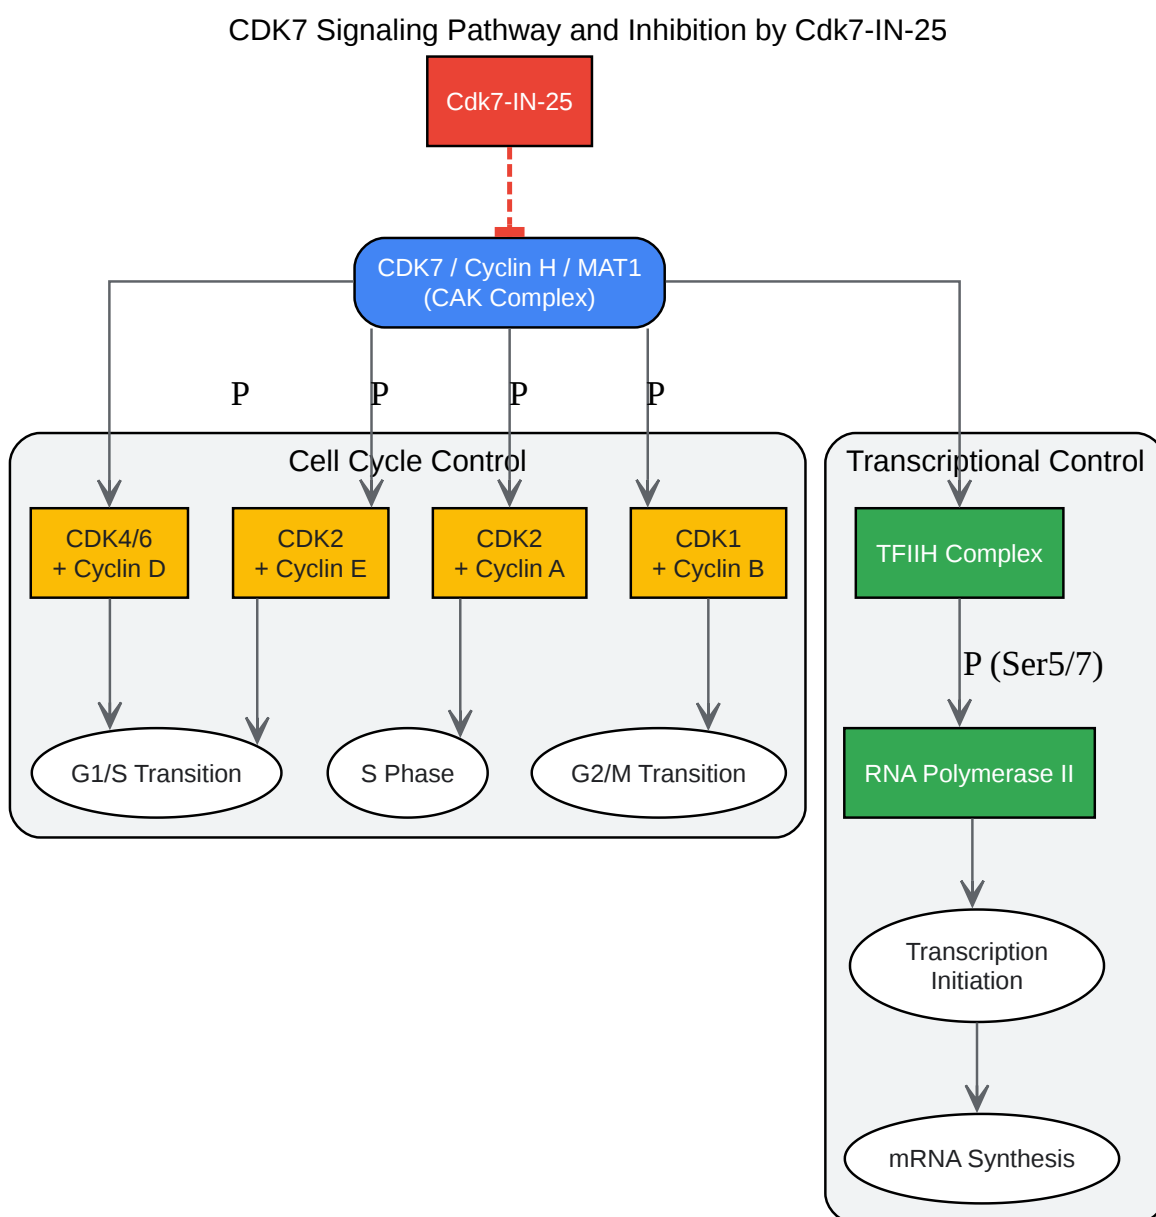 CDK7 Signaling Pathway and Inhibition by Cdk7-IN-25
Cdk7-IN-25
CDK7 / Cyclin H / MAT1
(CAK Complex)
P
P
P
P
Cell Cycle Control
Transcriptional Control
CDK4/6
+ Cyclin D
CDK2
+ Cyclin E
CDK2
+ Cyclin A
CDK1
+ Cyclin B
TFIIH Complex
P (Ser5/7)
G1/S Transition
S Phase
G2/M Transition
RNA Polymerase II
Transcription
Initiation
mRNA Synthesis